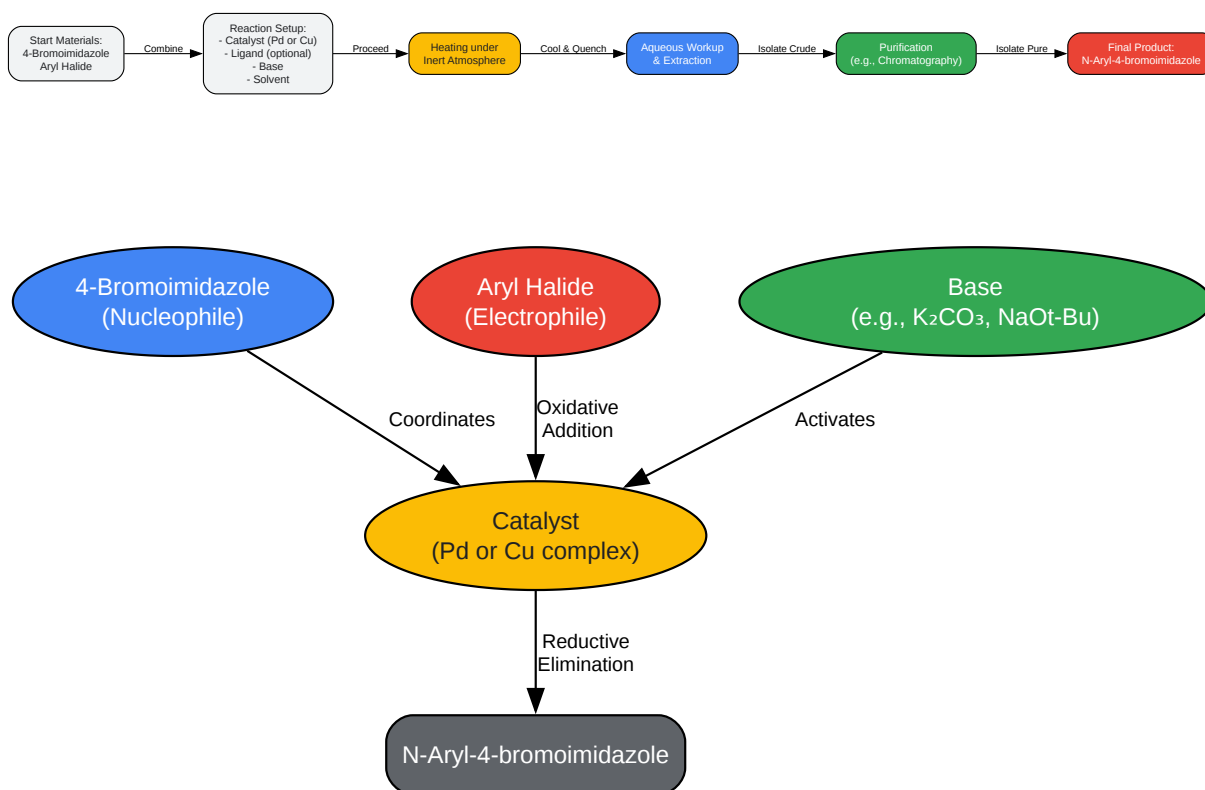 Start Materials:
4-Bromoimidazole
Aryl Halide
Combine
Reaction Setup:
- Catalyst (Pd or Cu)
- Ligand (optional)
- Base
- Solvent
Proceed
Heating under
Inert Atmosphere
Cool & Quench
Aqueous Workup
& Extraction
Isolate Crude
Purification
(e.g., Chromatography)
Isolate Pure
Final Product:
N-Aryl-4-bromoimidazole
4-Bromoimidazole
(Nucleophile)
Aryl Halide
(Electrophile)
Base
(e.g., K₂CO₃, NaOt-Bu)
Coordinates
Oxidative
Addition
Activates
Catalyst
(Pd or Cu complex)
Reductive
Elimination
N-Aryl-4-bromoimidazole